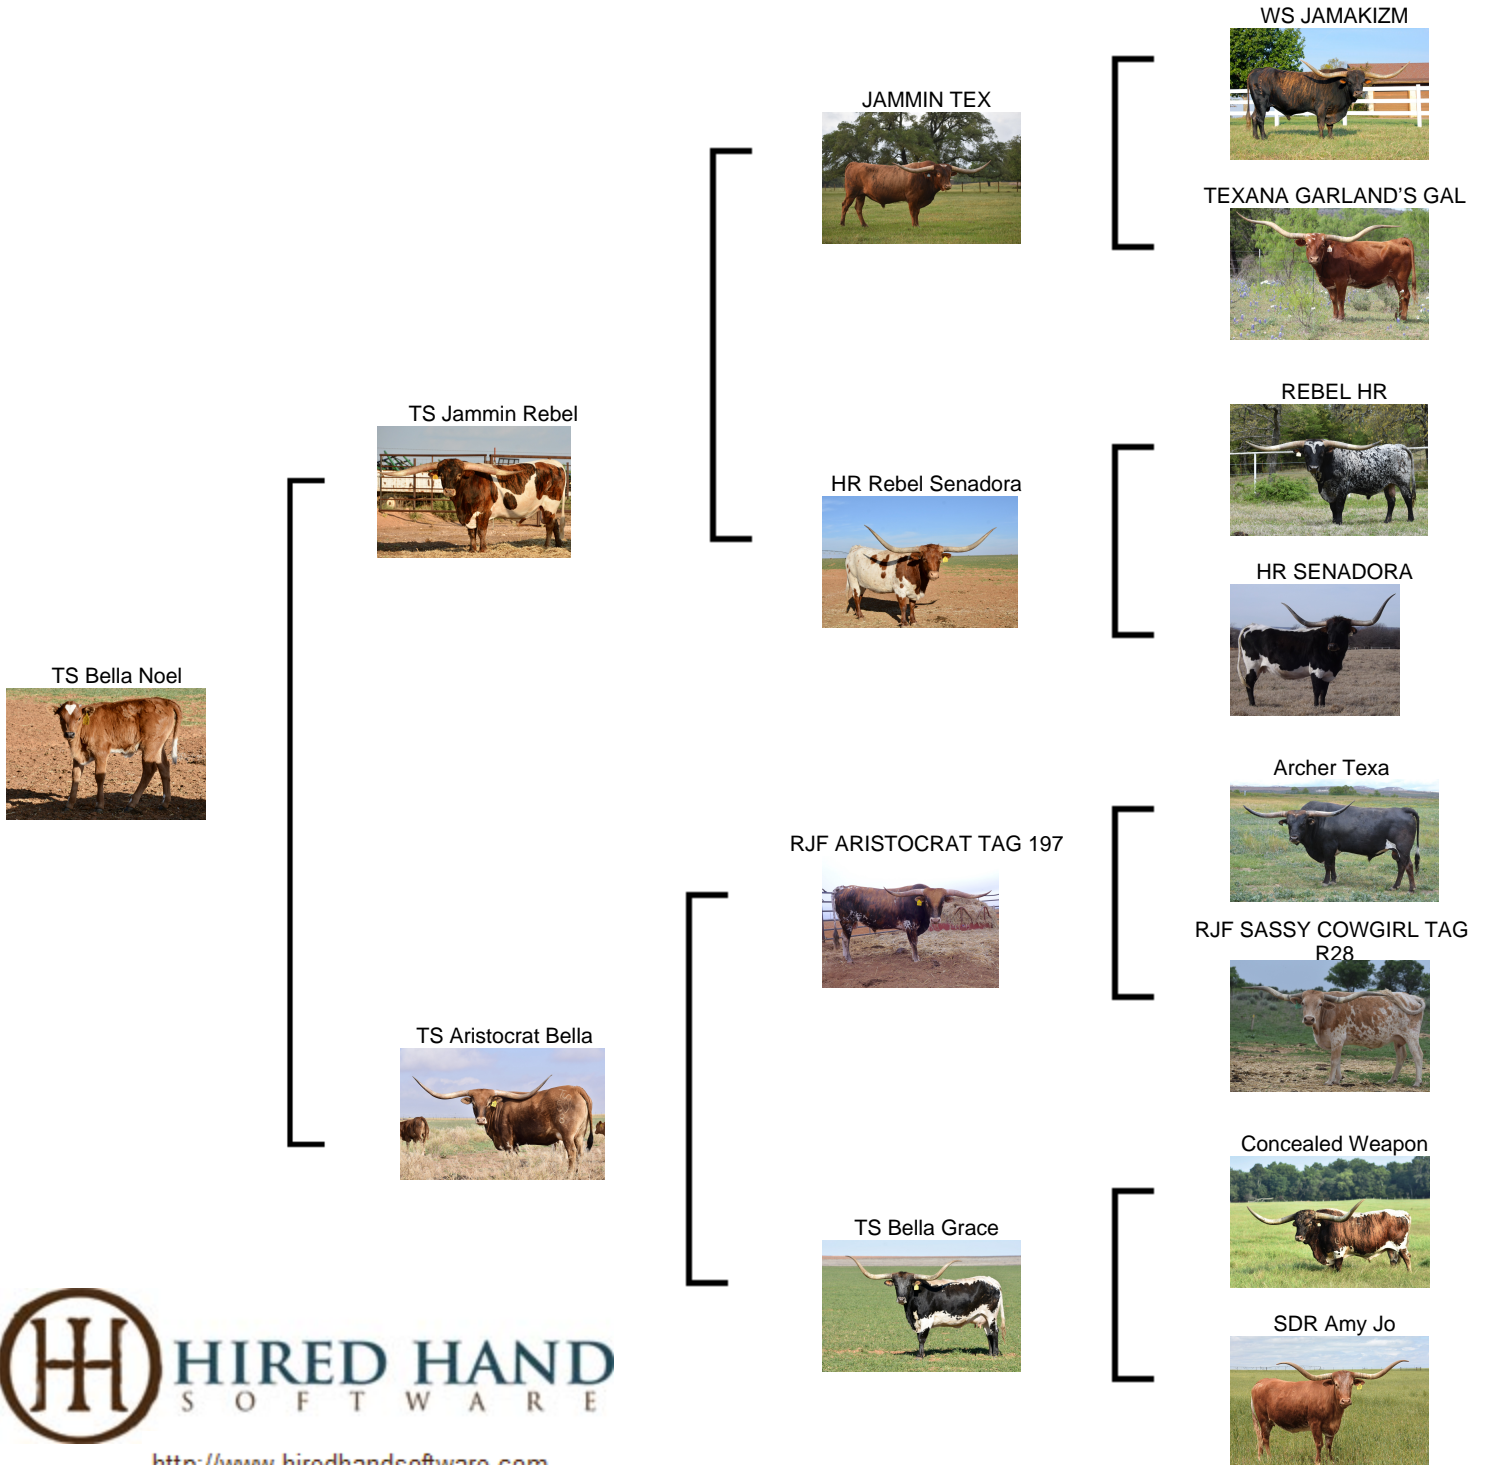 WS JAMAKIZM
JAMMIN TEX
TEXANA GARLAND'S GAL
REBEL HR
TS Jammin Rebel
HR Rebel Senadora
HR SENADORA
TS Bella Noel
Archer Texa
RJF ARISTOCRAT TAG 197
RJF SASSY COWGIRL TAG
R28
TS Aristocrat Bella
Concealed Weapon
TS Bella Grace
SDR Amy Jo
HIRED HAND
SOFTWARE
http://www.hiredhandsoftware.com